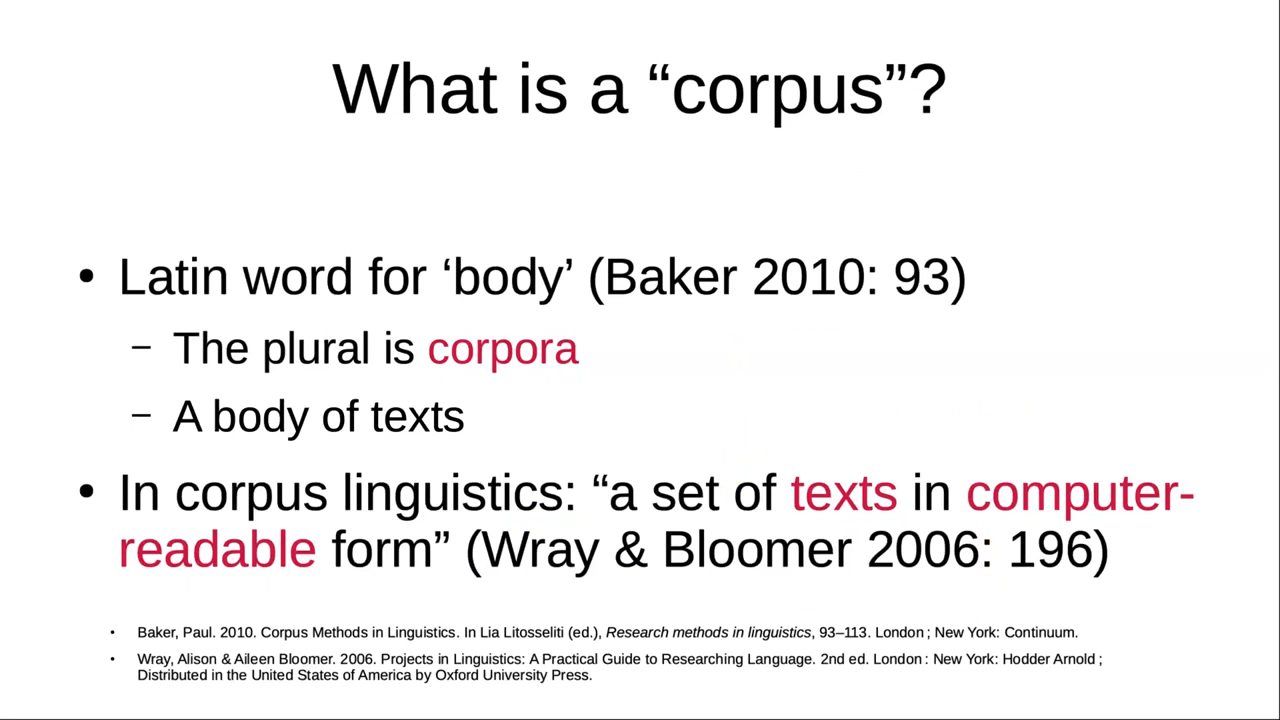 What is a “corpus”?
• Latin word for ‘body’ (Baker 2010: 93)
– The plural is corpora
– A body of texts
• In corpus linguistics: “a set of texts in computer-
readable form” (Wray & Bloomer 2006: 196)
• Baker, Paul. 2010. Corpus Methods in Linguistics. In Lia Litosseliti (ed.), Research methods in linguistics, 93–113. London ; New York: Continuum.
• Wray, Alison & Aileen Bloomer. 2006. Projects in Linguistics: A Practical Guide to Researching Language. 2nd ed. London : New York: Hodder Arnold ;
Distributed in the United States of America by Oxford University Press.